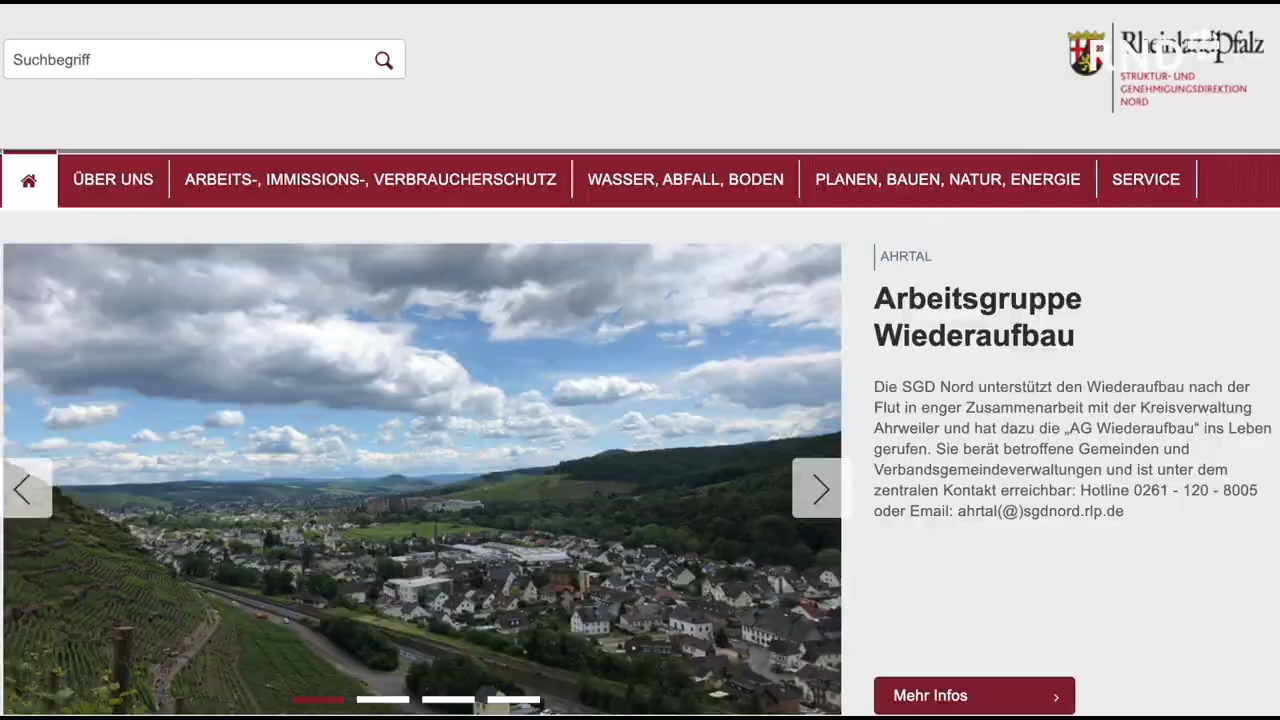 Suchbegriff
Rheinland Pfalz
RND
STRUKTUR- UND
GENEHMIGUNGSDIREKTION
NORD
ÜBER UNS
ARBEITS-, IMMISSIONS-, VERBRAUCHERSCHUTZ
WASSER, ABFALL, BODEN
PLANEN, BAUEN, NATUR, ENERGIE
SERVICE
AHRTAL
Arbeitsgruppe
Wiederaufbau
Die SGD Nord unterstützt den Wiederaufbau nach der
Flut in enger Zusammenarbeit mit der Kreisverwaltung
Ahrweiler und hat dazu die „AG Wiederaufbau“ ins Leben
gerufen. Sie berät betroffene Gemeinden und
Verbandsgemeindeverwaltungen und ist unter dem
zentralen Kontakt erreichbar: Hotline 0261 - 120 - 8005
oder Email: ahrtal(@)sgdnord.rlp.de
Mehr Infos